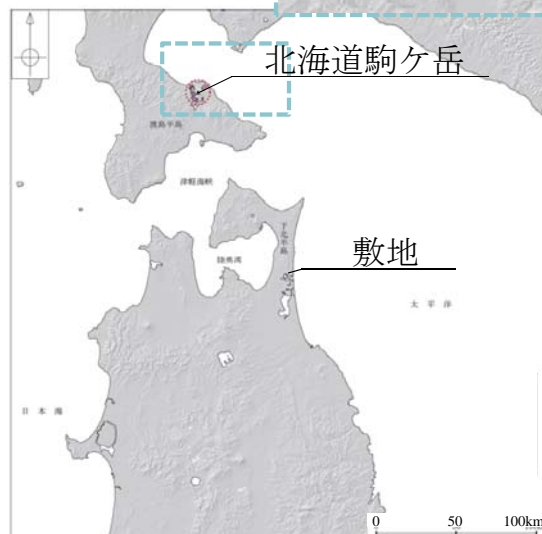 北海道駒ケ岳
渡島半島
津軽海峡
下北半島
陸奥湾
敷地
太平洋
日本海
0 50 100km